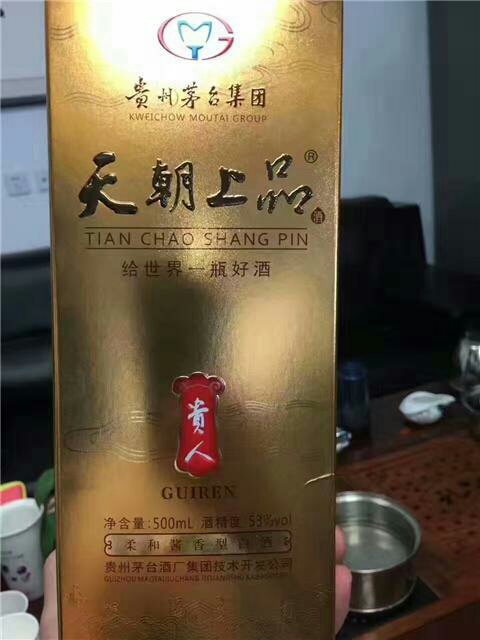 贵州茅台集团
KWEICHOW MOUTAI GROUP
天朝上品®
酒
TIAN CHAO SHANG PIN
给世界一瓶好酒
貴人
GUIREN
净含量:500mL 酒精度 53%vol
柔和酱香型白酒
贵州茅台酒厂集团技术开发公司